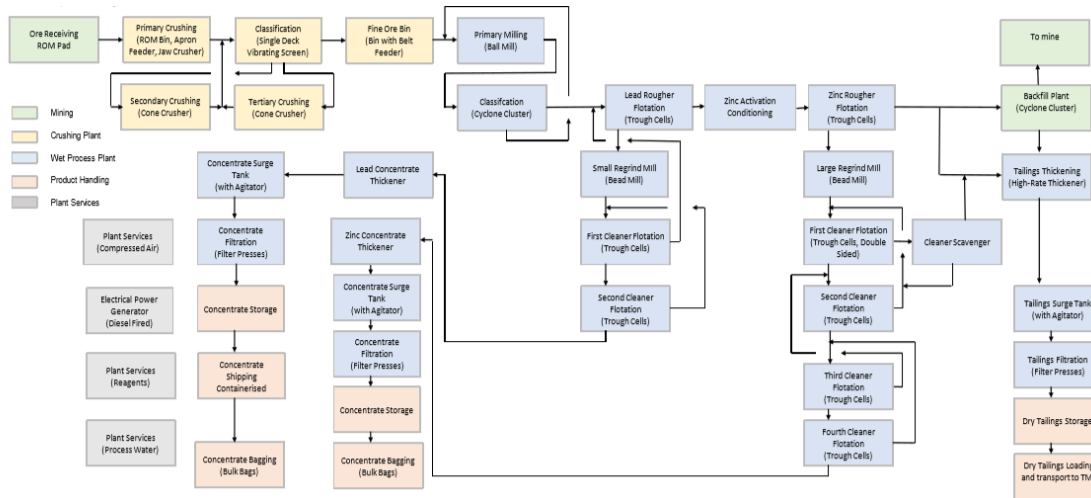 Ore Receiving
ROM Pad
Primary Crushing
(ROM Bin, Apron
Feeder, Jaw Crusher)
Classification
(Single Deck
Vibrating Screen)
Fine Ore Bin
(Bin with Belt
Feeder)
Primary Milling
(Ball Mill)
To mine
Secondary Crushing
(Cone Crusher)
Tertiary Crushing
(Cone Crusher)
Classifcation
(Cyclone Cluster)
Lead Rougher
Flotation
(Trough Cells)
Zinc Activation
Conditioning
Zinc Rougher
Flotation
(Trough Cells)
Backfill Plant
(Cyclone Cluster)
Mining
Crushing Plant
Wet Process Plant
Product Handling
Plant Services
Concentrate Surge
Tank
(with Agitator)
Lead Concentrate
Thickener
Small Regrind MIll
(Bead Mill)
Large Regrind MIll
(Bead Mill)
Tailings Thickening
(High-Rate Thickener)
Plant Services
(Compressed Air)
Concentrate
Filtration
(Filter Presses)
Zinc Concentrate
Thickener
First Cleaner Flotation
(Trough Cells)
First Cleaner Flotation
(Trough Cells, Double
Sided)
Cleaner Scavenger
Electrical Power
Generator
(Diesel Fired)
Concentrate Storage
Concentrate Surge
Tank
(with Agitator)
Second Cleaner
Flotation
(Trough Cells)
Second Cleaner
Flotation
(Trough Cells)
Tailings Surge Tank
(with Agitator)
Plant Services
(Reagents)
Concentrate
Shipping
Containerised
Concentrate
Filtration
(Filter Presses)
Third Cleaner
Flotation
(Trough Cells)
Tailings Filtration
(Filter Presses)
Concentrate Storage
Dry Tailings Storage
Plant Services
(Process Water)
Concentrate Bagging
(Bulk Bags)
Concentrate Bagging
(Bulk Bags)
Fourth Cleaner
Flotation
(Trough Cells)
Dry Tailings Loading
and transport to